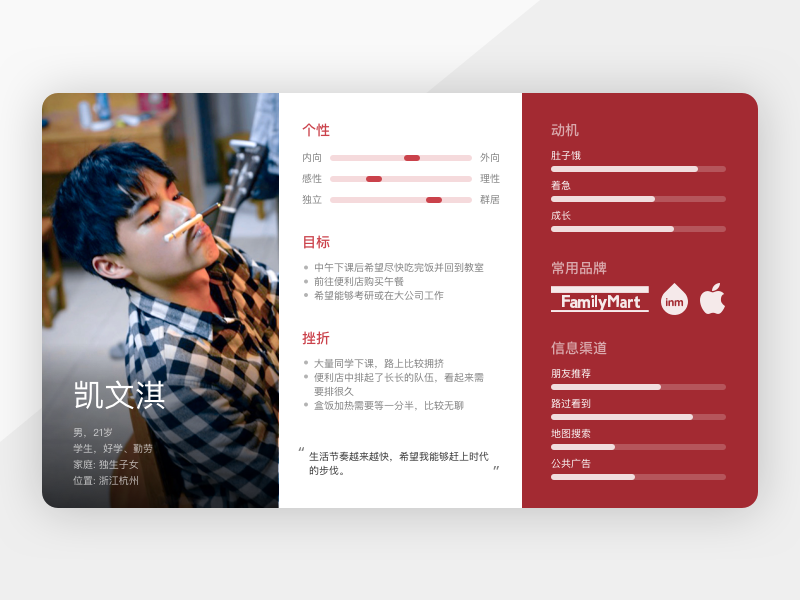 凯文淇
男，21岁
学生，好学、勤劳
家庭: 独生子女
位置: 浙江杭州
个性
内向 外向
感性 理性
独立 群居
目标
中午下课后希望尽快吃完饭并回到教室
前往便利店购买午餐
希望能够考研或在大公司工作
挫折
大量同学下课，路上比较拥挤
便利店中排起了长长的队伍，看起来需
要排很久
盒饭加热需要等一分半，比较无聊
“ 生活节奏越来越快，希望我能够赶上时代
的步伐。 ”
动机
肚子饿
着急
成长
常用品牌
FamilyMart inm
信息渠道
朋友推荐
路过看到
地图搜索
公共广告